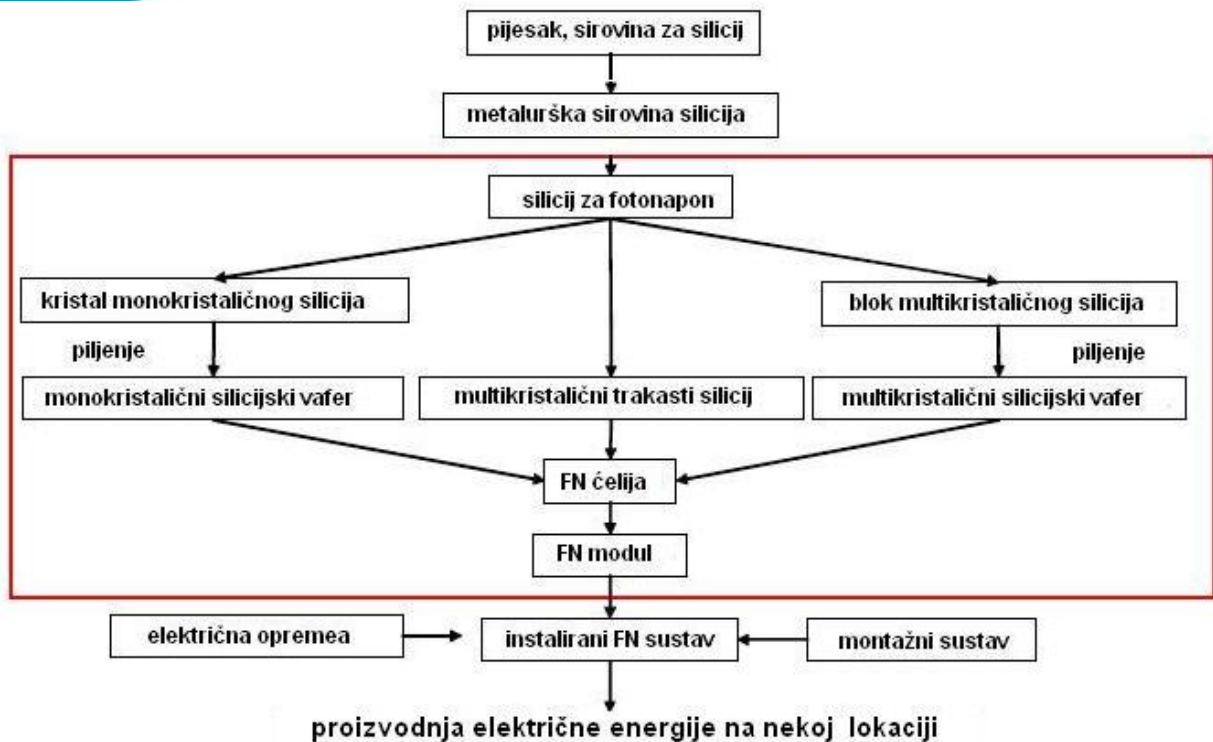 pijesak, sirovina za silicij
metalurška sirovina silicija
silicij za fotonapon
kristal monokristaličnog silicija
blok multikristaličnog silicija
piljenje
piljenje
monokristalični silicijski vafer
multikristalični trakasti silicij
multikristalični silicijski vafer
FN ćelija
FN modul
električna opremea
instalirani FN sustav
montažni sustav
proizvodnja električne energije na nekoj lokaciji